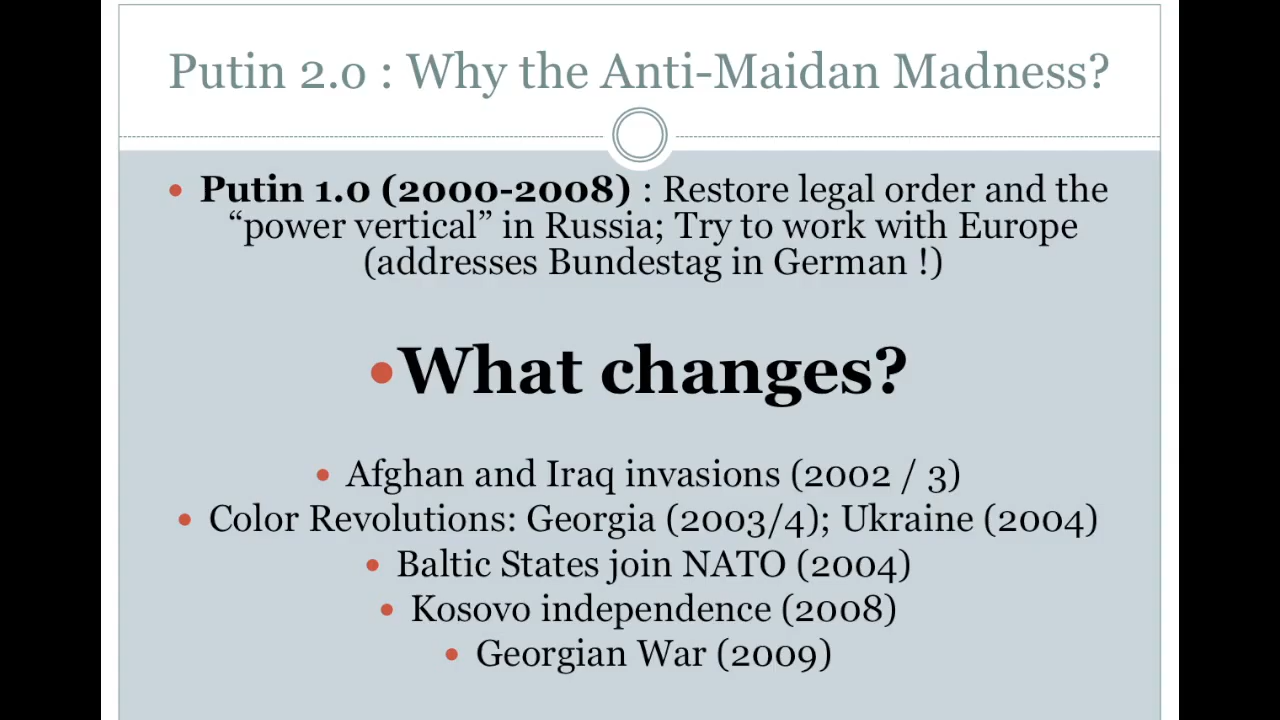 Putin 2.0 : Why the Anti-Maidan Madness?
• Putin 1.0 (2000-2008) : Restore legal order and the
“power vertical” in Russia; Try to work with Europe
(addresses Bundestag in German !)
•What changes?
• Afghan and Iraq invasions (2002 / 3)
• Color Revolutions: Georgia (2003/4); Ukraine (2004)
• Baltic States join NATO (2004)
• Kosovo independence (2008)
• Georgian War (2009)